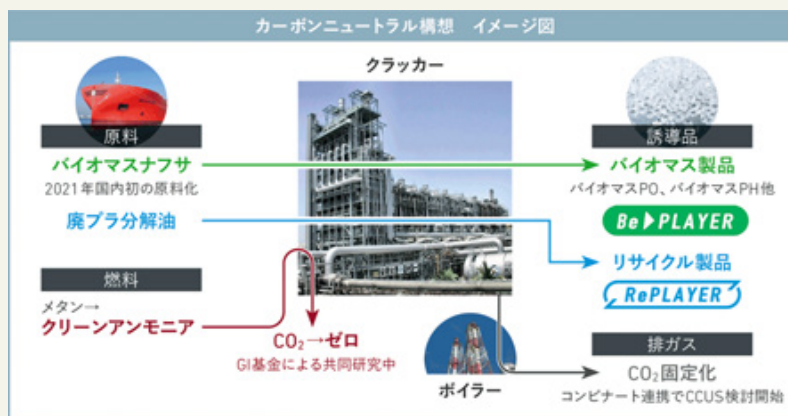 カーボンニュートラル構想 イメージ図
クラッカー
原料
バイオマスナフサ
2021年国内初の原料化
廃プラ分解油
燃料
メタン→
クリーンアンモニア
CO₂→ゼロ
GI基金による共同研究中
ボイラー
誘導品
バイオマス製品
バイオマスPO、バイオマスPH他
Be▶PLAYER
リサイクル製品
RePLAYER
排ガス
CO₂固定化
コンビナート連携でCCUS検討開始